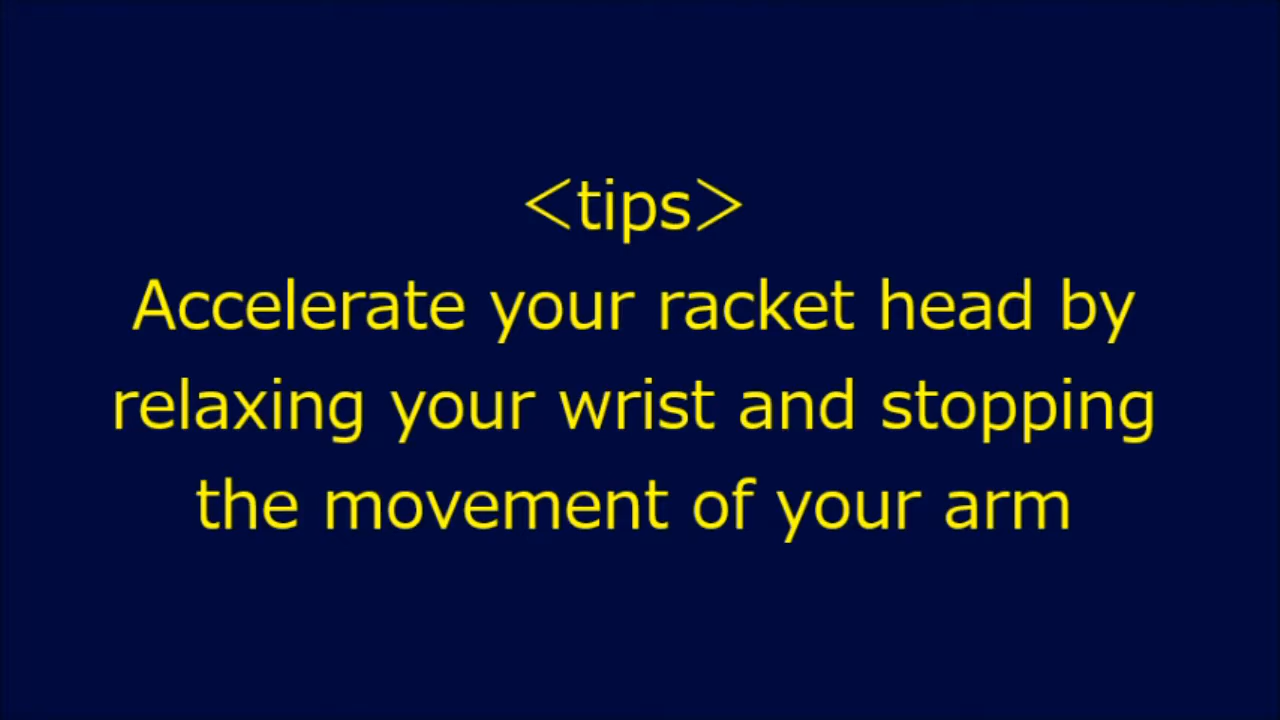 ＜tips＞
Accelerate your racket head by
relaxing your wrist and stopping
the movement of your arm